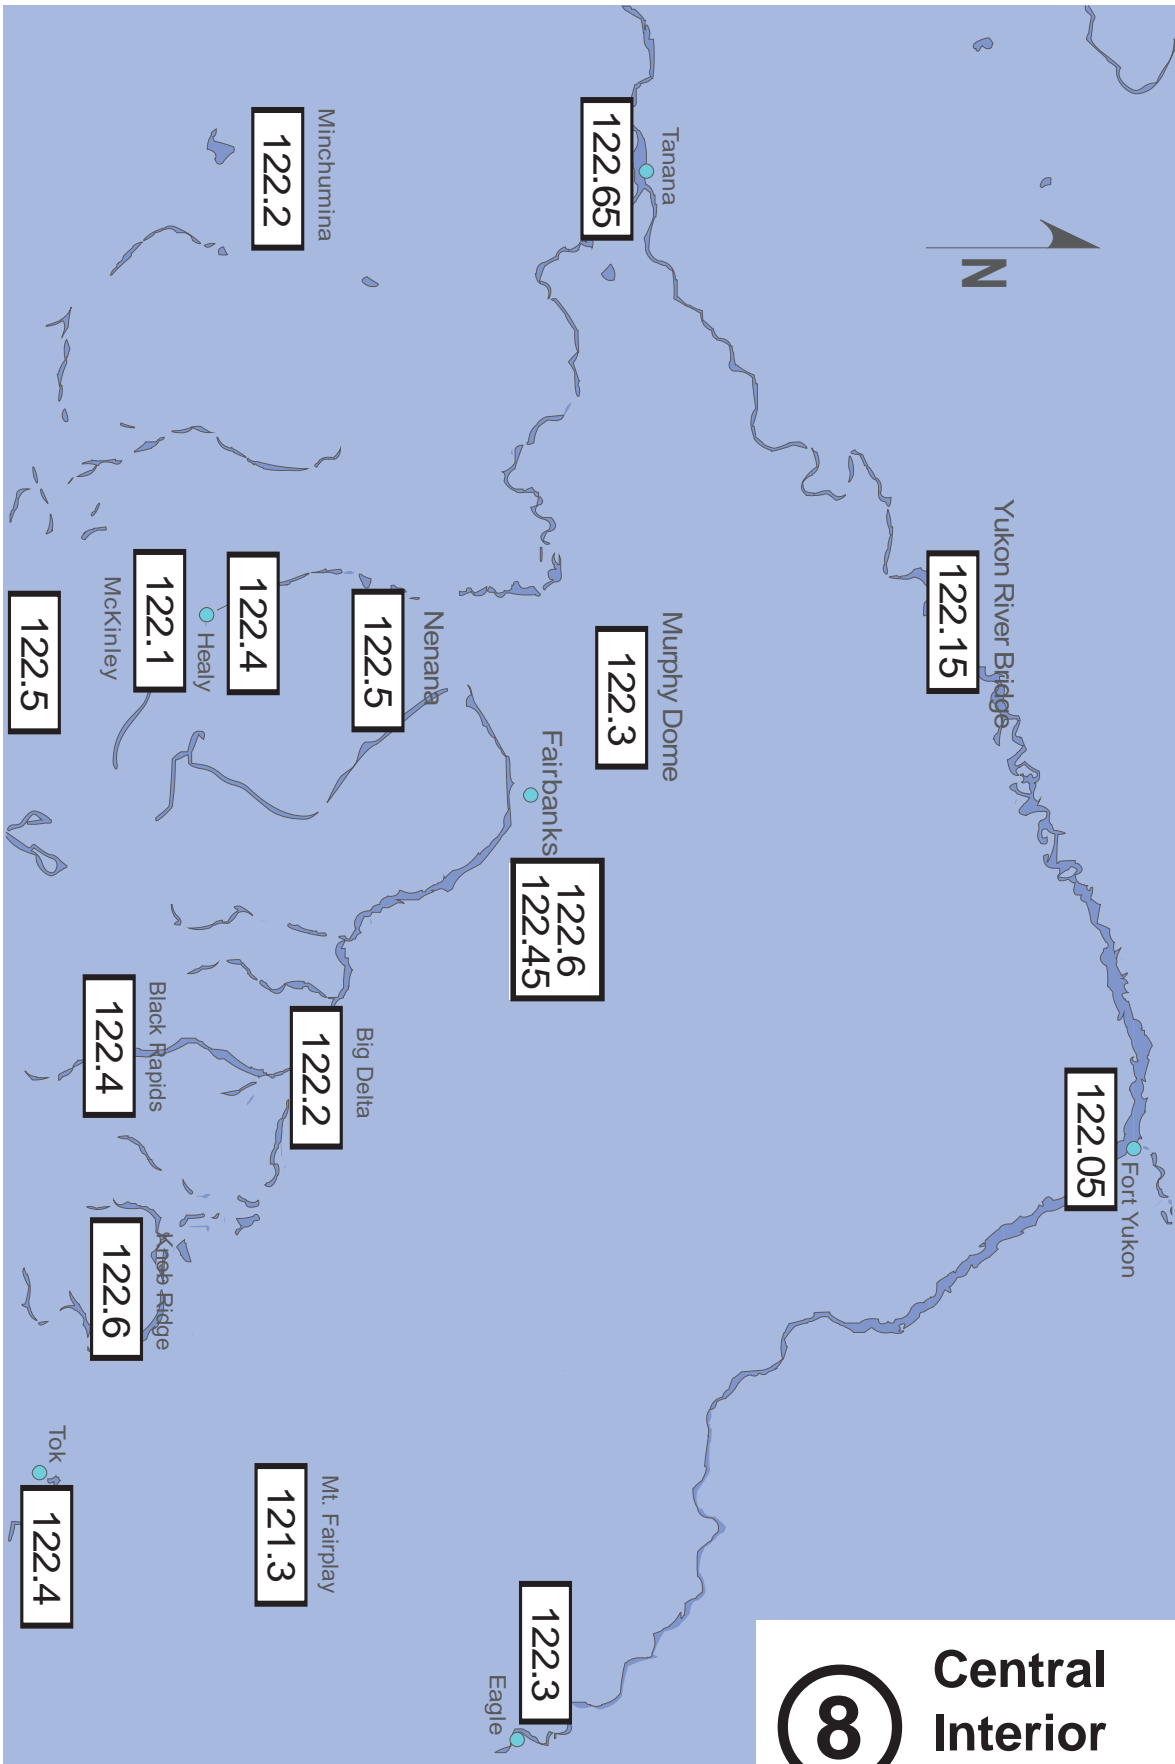 Minchumina
122.2
Tanana
122.65
N
Yukon River Bridge
122.15
Murphy Dome
122.3
Nenana
122.5
122.4
Healy
122.1
McKinley
122.5
Fairbanks
122.6
122.45
Fort Yukon
122.05
Big Delta
122.2
Black Rapids
122.4
Knob Ridge
122.6
Tok
122.4
Mt. Fairplay
121.3
122.3
Eagle
8
Central
Interior